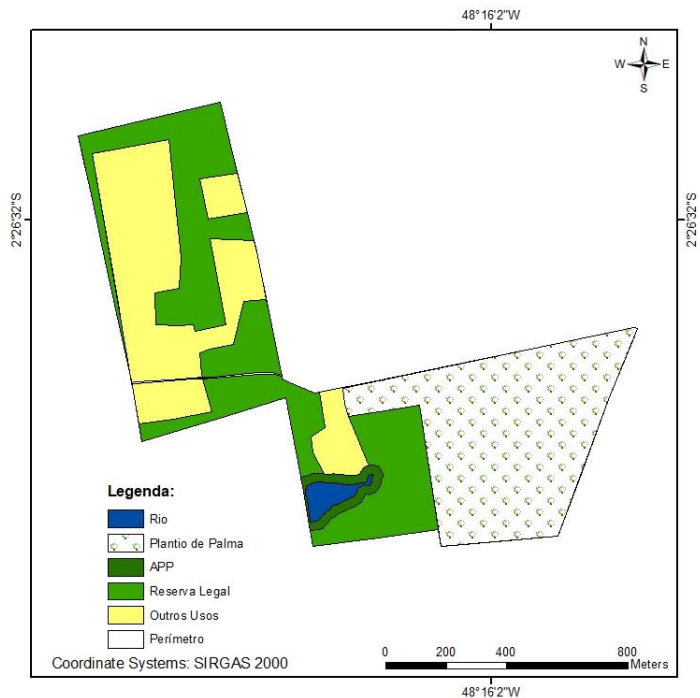 48°16'2"W
N
W E
S
2°26'32"S
2°26'32"S
Legenda:
Rio
Plantio de Palma
APP
Reserva Legal
Outros Usos
Perímetro
Coordinate Systems: SIRGAS 2000
0 200 400 800
Meters
48°16'2"W